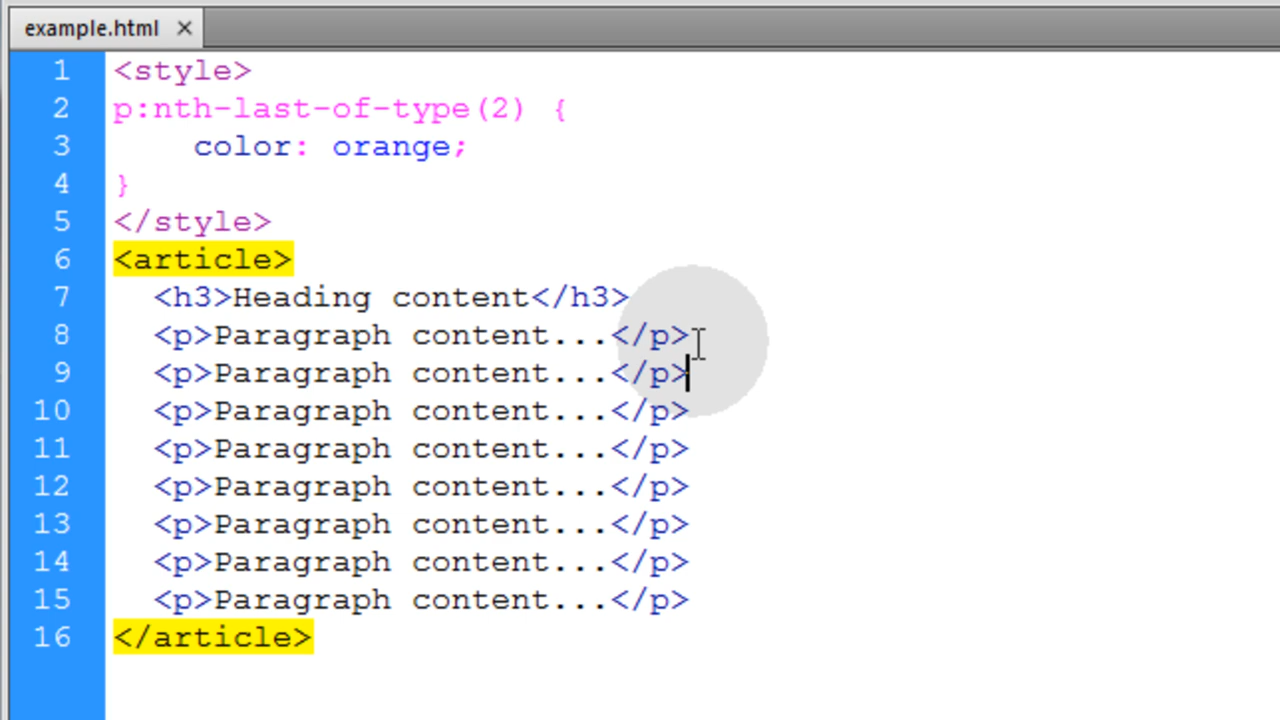 example.html ×
1 <style>
2 p:nth-last-of-type(2) {
3     color: orange;
4 }
5 </style>
6 <article>
7   <h3>Heading content</h3>
8   <p>Paragraph content...</p>
9   <p>Paragraph content...</p>
10   <p>Paragraph content...</p>
11   <p>Paragraph content...</p>
12   <p>Paragraph content...</p>
13   <p>Paragraph content...</p>
14   <p>Paragraph content...</p>
15   <p>Paragraph content...</p>
16 </article>